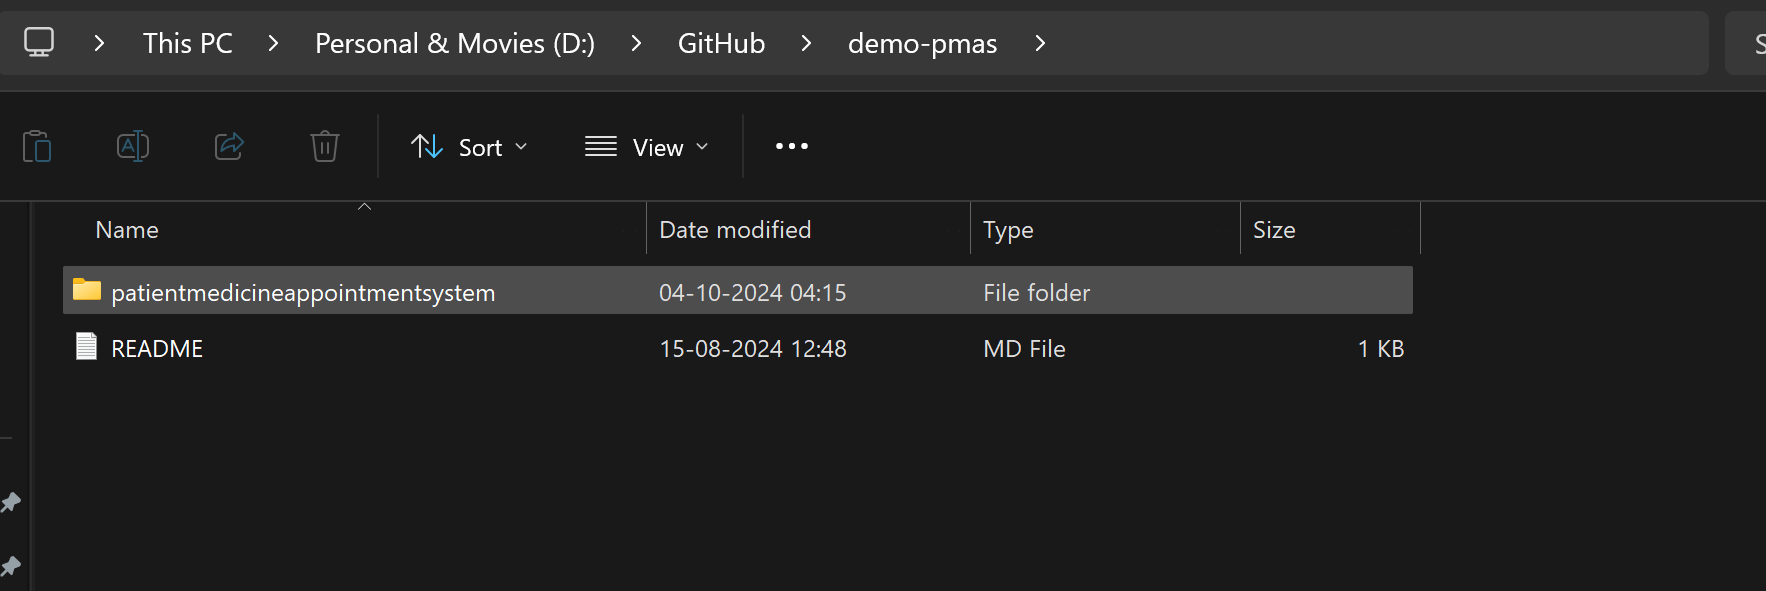 This PC > Personal & Movies (D:) > GitHub > demo-pmas >
Sort View
Name Date modified Type Size
patientmedicineappointmentsystem 04-10-2024 04:15 File folder
README 15-08-2024 12:48 MD File 1 KB